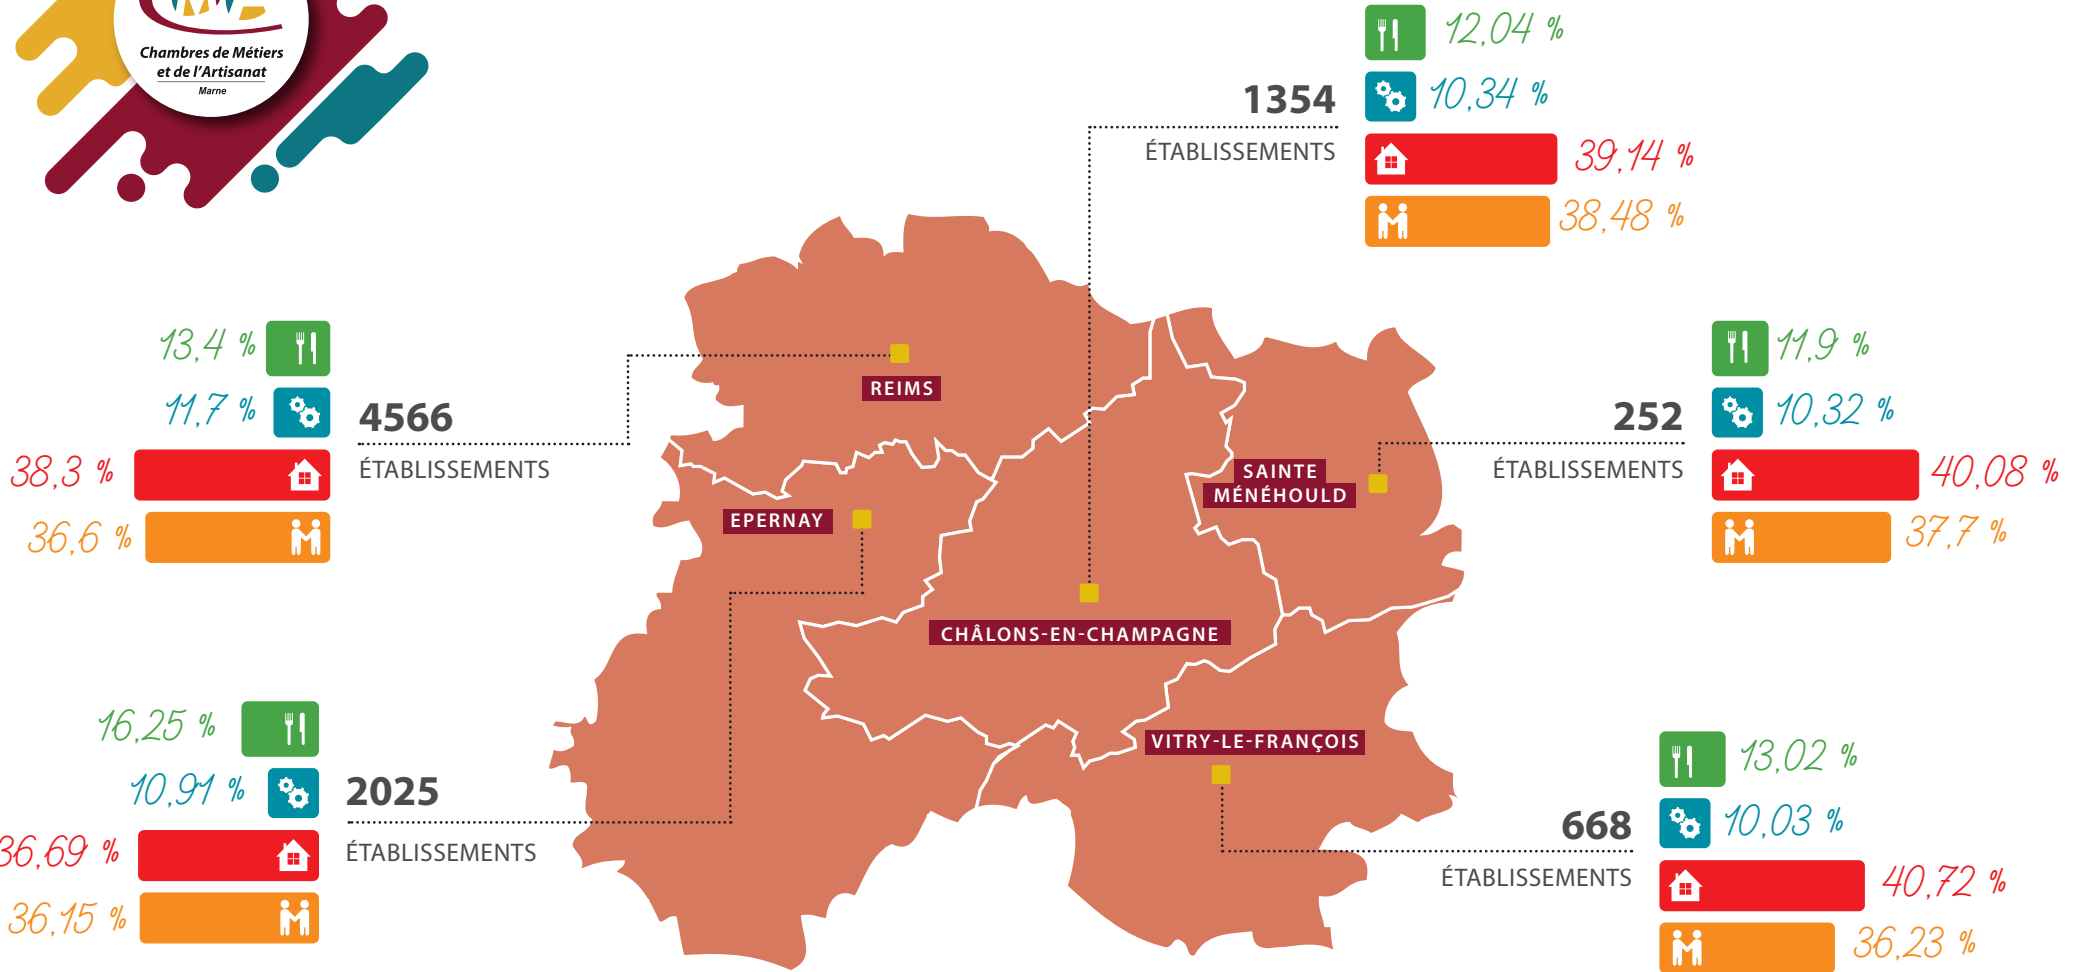 Chambres de Métiers
et de l'Artisanat
Marne
12,04 %
10,34 %
39,14 %
38,48 %
1354
ÉTABLISSEMENTS
13,4 %
11,7 %
38,3 %
36,6 %
4566
ÉTABLISSEMENTS
REIMS
11,9 %
10,32 %
40,08 %
37,7 %
252
ÉTABLISSEMENTS
SAINTE
MÉNÉHOULD
EPERNAY
CHÂLONS-EN-CHAMPAGNE
16,25 %
10,91 %
36,69 %
36,15 %
2025
ÉTABLISSEMENTS
VITRY-LE-FRANÇOIS
13,02 %
10,03 %
40,72 %
36,23 %
668
ÉTABLISSEMENTS